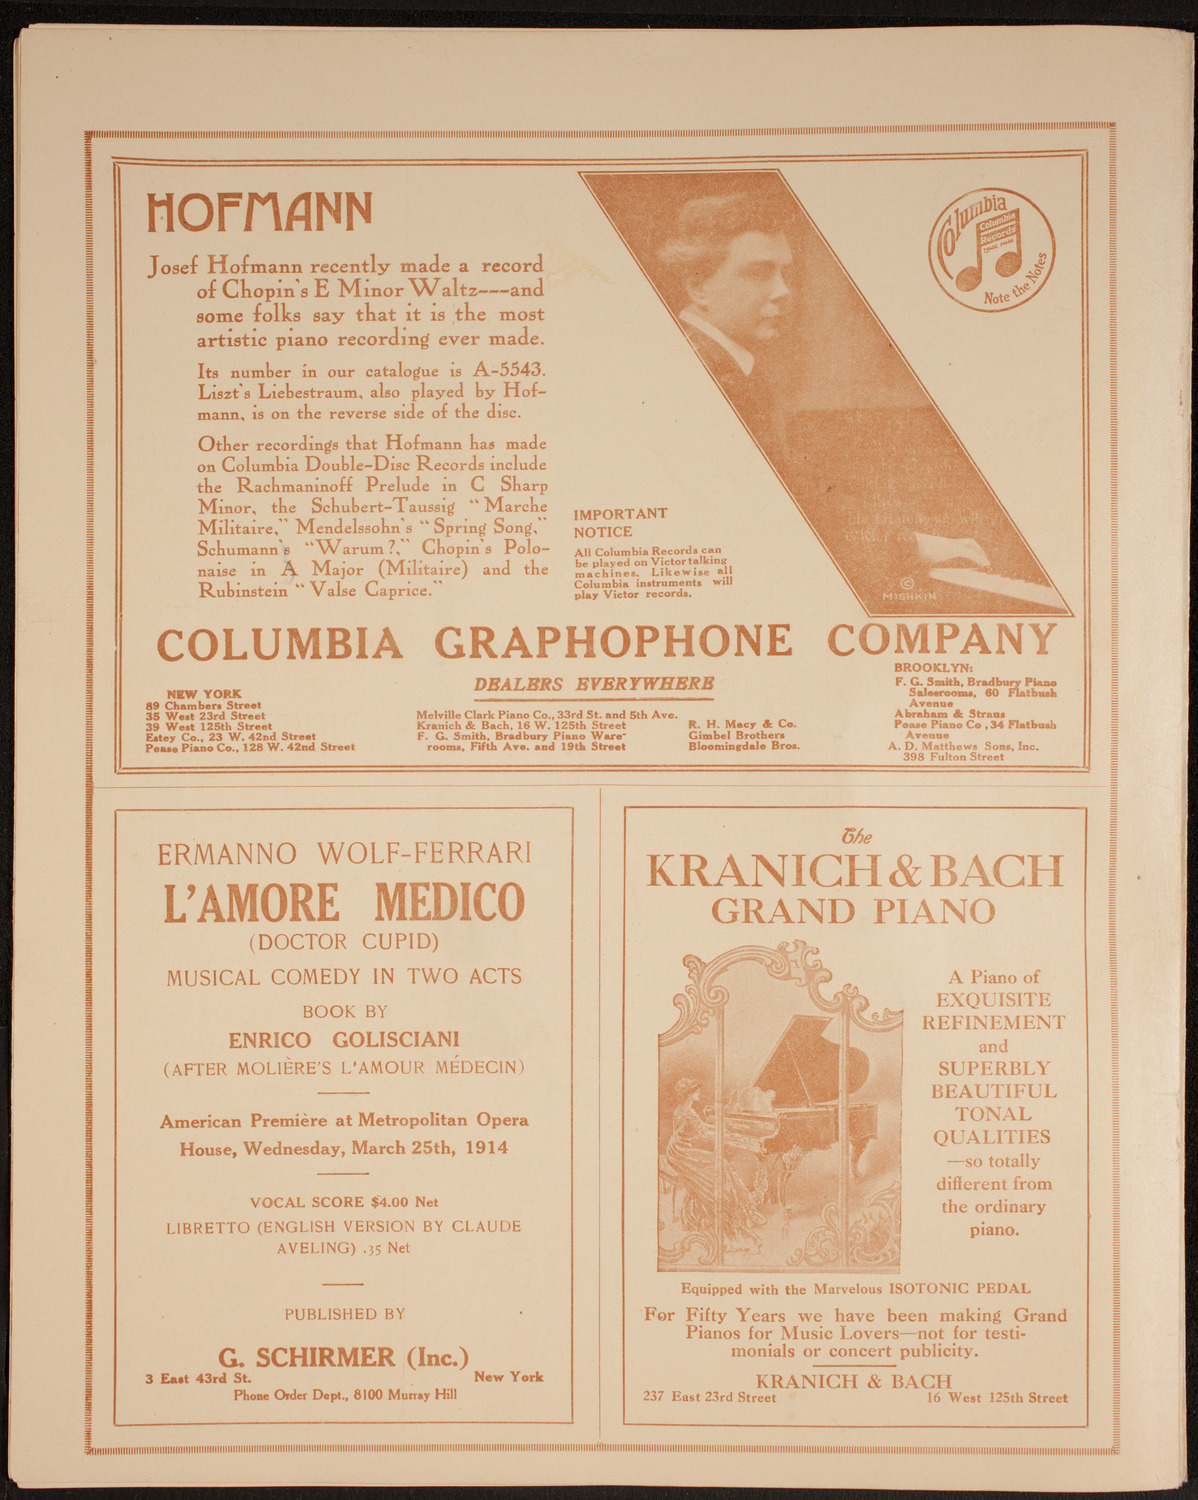 HOFMANN
Josef Hofmann recently made a record
of Chopin's E Minor Waltz---and
some folks say that it is the most
artistic piano recording ever made.
Its number in our catalogue is A-5543.
Liszt's Liebestraum, also played by Hof-
mann, is on the reverse side of the disc.
Other recordings that Hofmann has made
on Columbia Double-Disc Records include
the Rachmaninoff Prelude in C Sharp
Minor, the Schubert-Taussig "Marche
Militaire," Mendelssohn's "Spring Song,"
Schumann's "Warum?," Chopin's Polo-
naise in A Major (Militaire) and the
Rubinstein "Valse Caprice."
IMPORTANT
NOTICE
All Columbia Records can
be played on Victor talking
machines. Likewise all
Columbia instruments will
play Victor records.
©
MISHKIN
Columbia
Columbia
Records
TRADE MARK
Note the Notes
COLUMBIA GRAPHOPHONE COMPANY
DEALERS EVERYWHERE
NEW YORK
89 Chambers Street
35 West 23rd Street
39 West 125th Street
Estey Co., 23 W. 42nd Street
Pease Piano Co., 128 W. 42nd Street
Melville Clark Piano Co., 33rd St. and 5th Ave.
Kranich & Bach, 16 W. 125th Street
F. G. Smith, Bradbury Piano Ware-
rooms, Fifth Ave. and 19th Street
R. H. Macy & Co.
Gimbel Brothers
Bloomingdale Bros.
BROOKLYN:
F. G. Smith, Bradbury Piano
Salesrooms, 60 Flatbush
Avenue
Abraham & Straus
Pease Piano Co , 34 Flatbush
Avenue
A. D. Matthews Sons, Inc.
398 Fulton Street
ERMANNO WOLF-FERRARI
L'AMORE MEDICO
(DOCTOR CUPID)
MUSICAL COMEDY IN TWO ACTS
BOOK BY
ENRICO GOLISCIANI
(AFTER MOLIÈRE'S L'AMOUR MÉDECIN)
American Première at Metropolitan Opera
House, Wednesday, March 25th, 1914
VOCAL SCORE $4.00 Net
LIBRETTO (ENGLISH VERSION BY CLAUDE
AVELING) .35 Net
PUBLISHED BY
G. SCHIRMER (Inc.)
3 East 43rd St. New York
Phone Order Dept., 8100 Murray Hill
The
KRANICH & BACH
GRAND PIANO
A Piano of
EXQUISITE
REFINEMENT
and
SUPERBLY
BEAUTIFUL
TONAL
QUALITIES
—so totally
different from
the ordinary
piano.
Equipped with the Marvelous ISOTONIC PEDAL
For Fifty Years we have been making Grand
Pianos for Music Lovers—not for testi-
monials or concert publicity.
KRANICH & BACH
237 East 23rd Street 16 West 125th Street